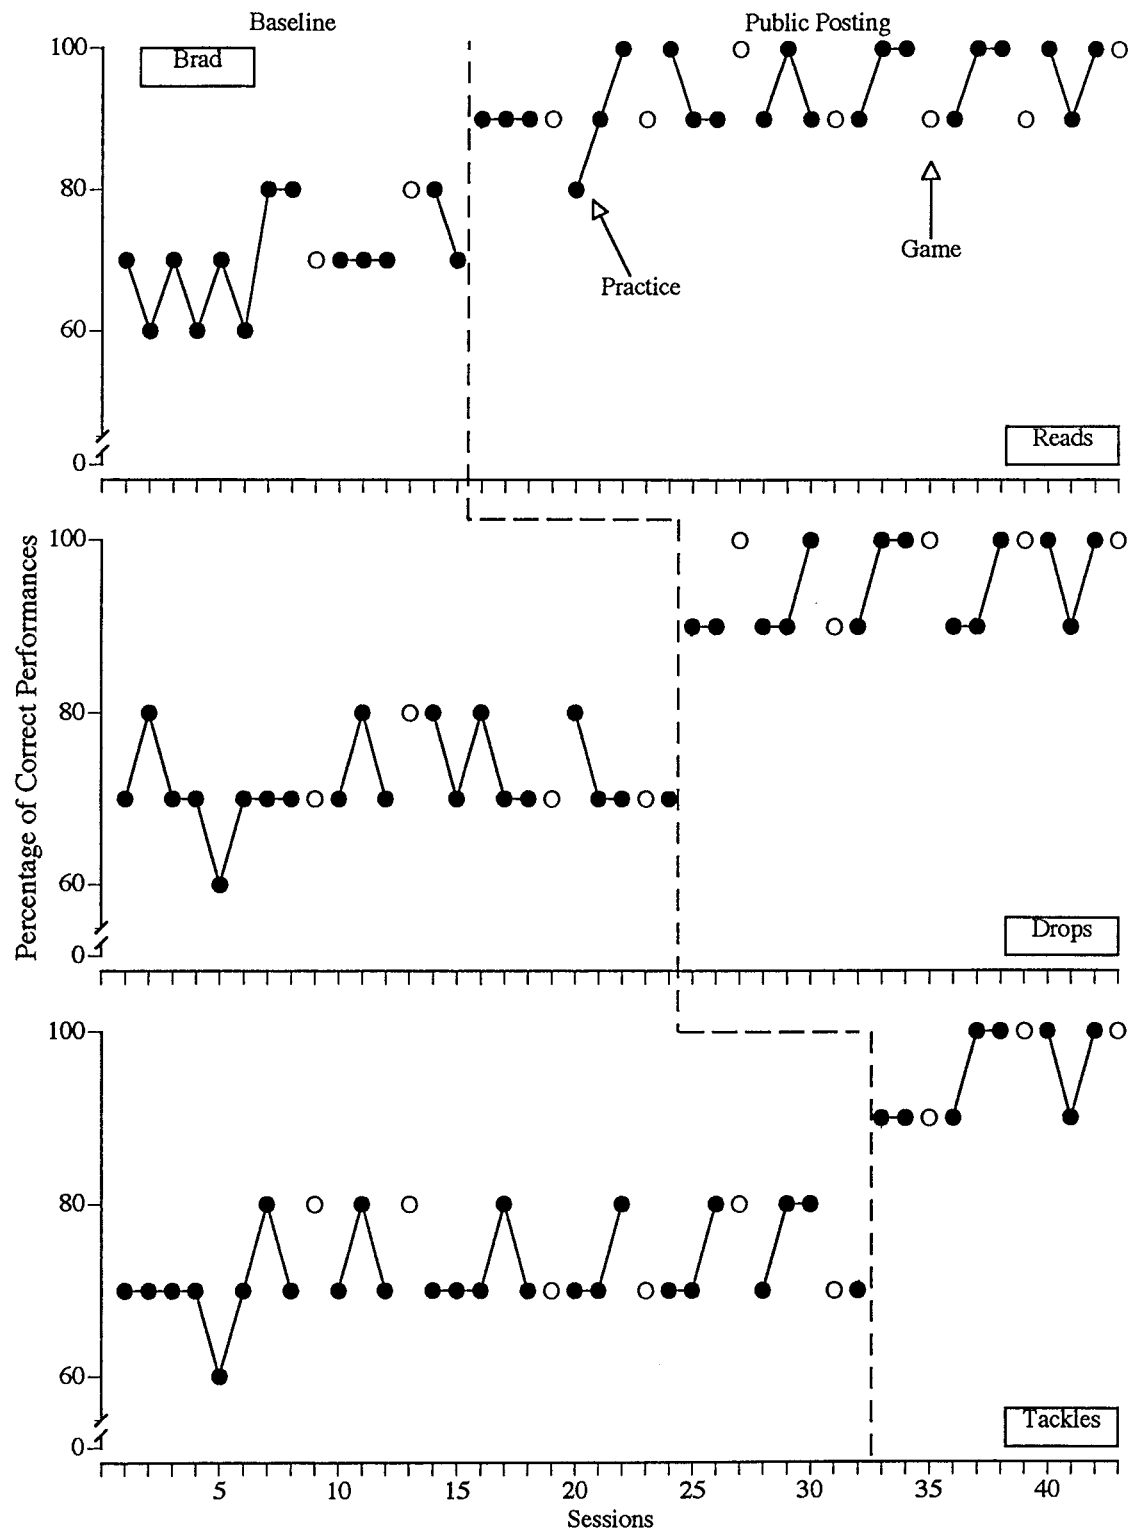 Baseline
Public Posting
100
Brad
80
Game
Practice
60
Reads
0
Percentage of Correct Performances
100
80
60
Drops
0
100
80
60
Tackles
0
5 10 15 20 25 30 35 40
Sessions